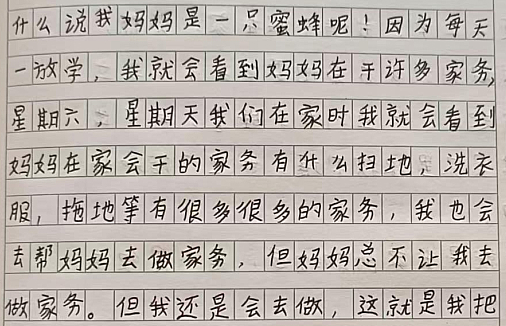 什么说我妈妈是一只蜜蜂呢！因为每天
一放学，我就会看到妈妈在干许多家务，
星期六，星期天我们在家时我就会看到
妈妈在家会干的家务有什么扫地，洗衣
服，拖地等有很多很多的家务，我也会
去帮妈妈去做家务，但妈妈总不让我去
做家务。但我还是会去做，这就是我把